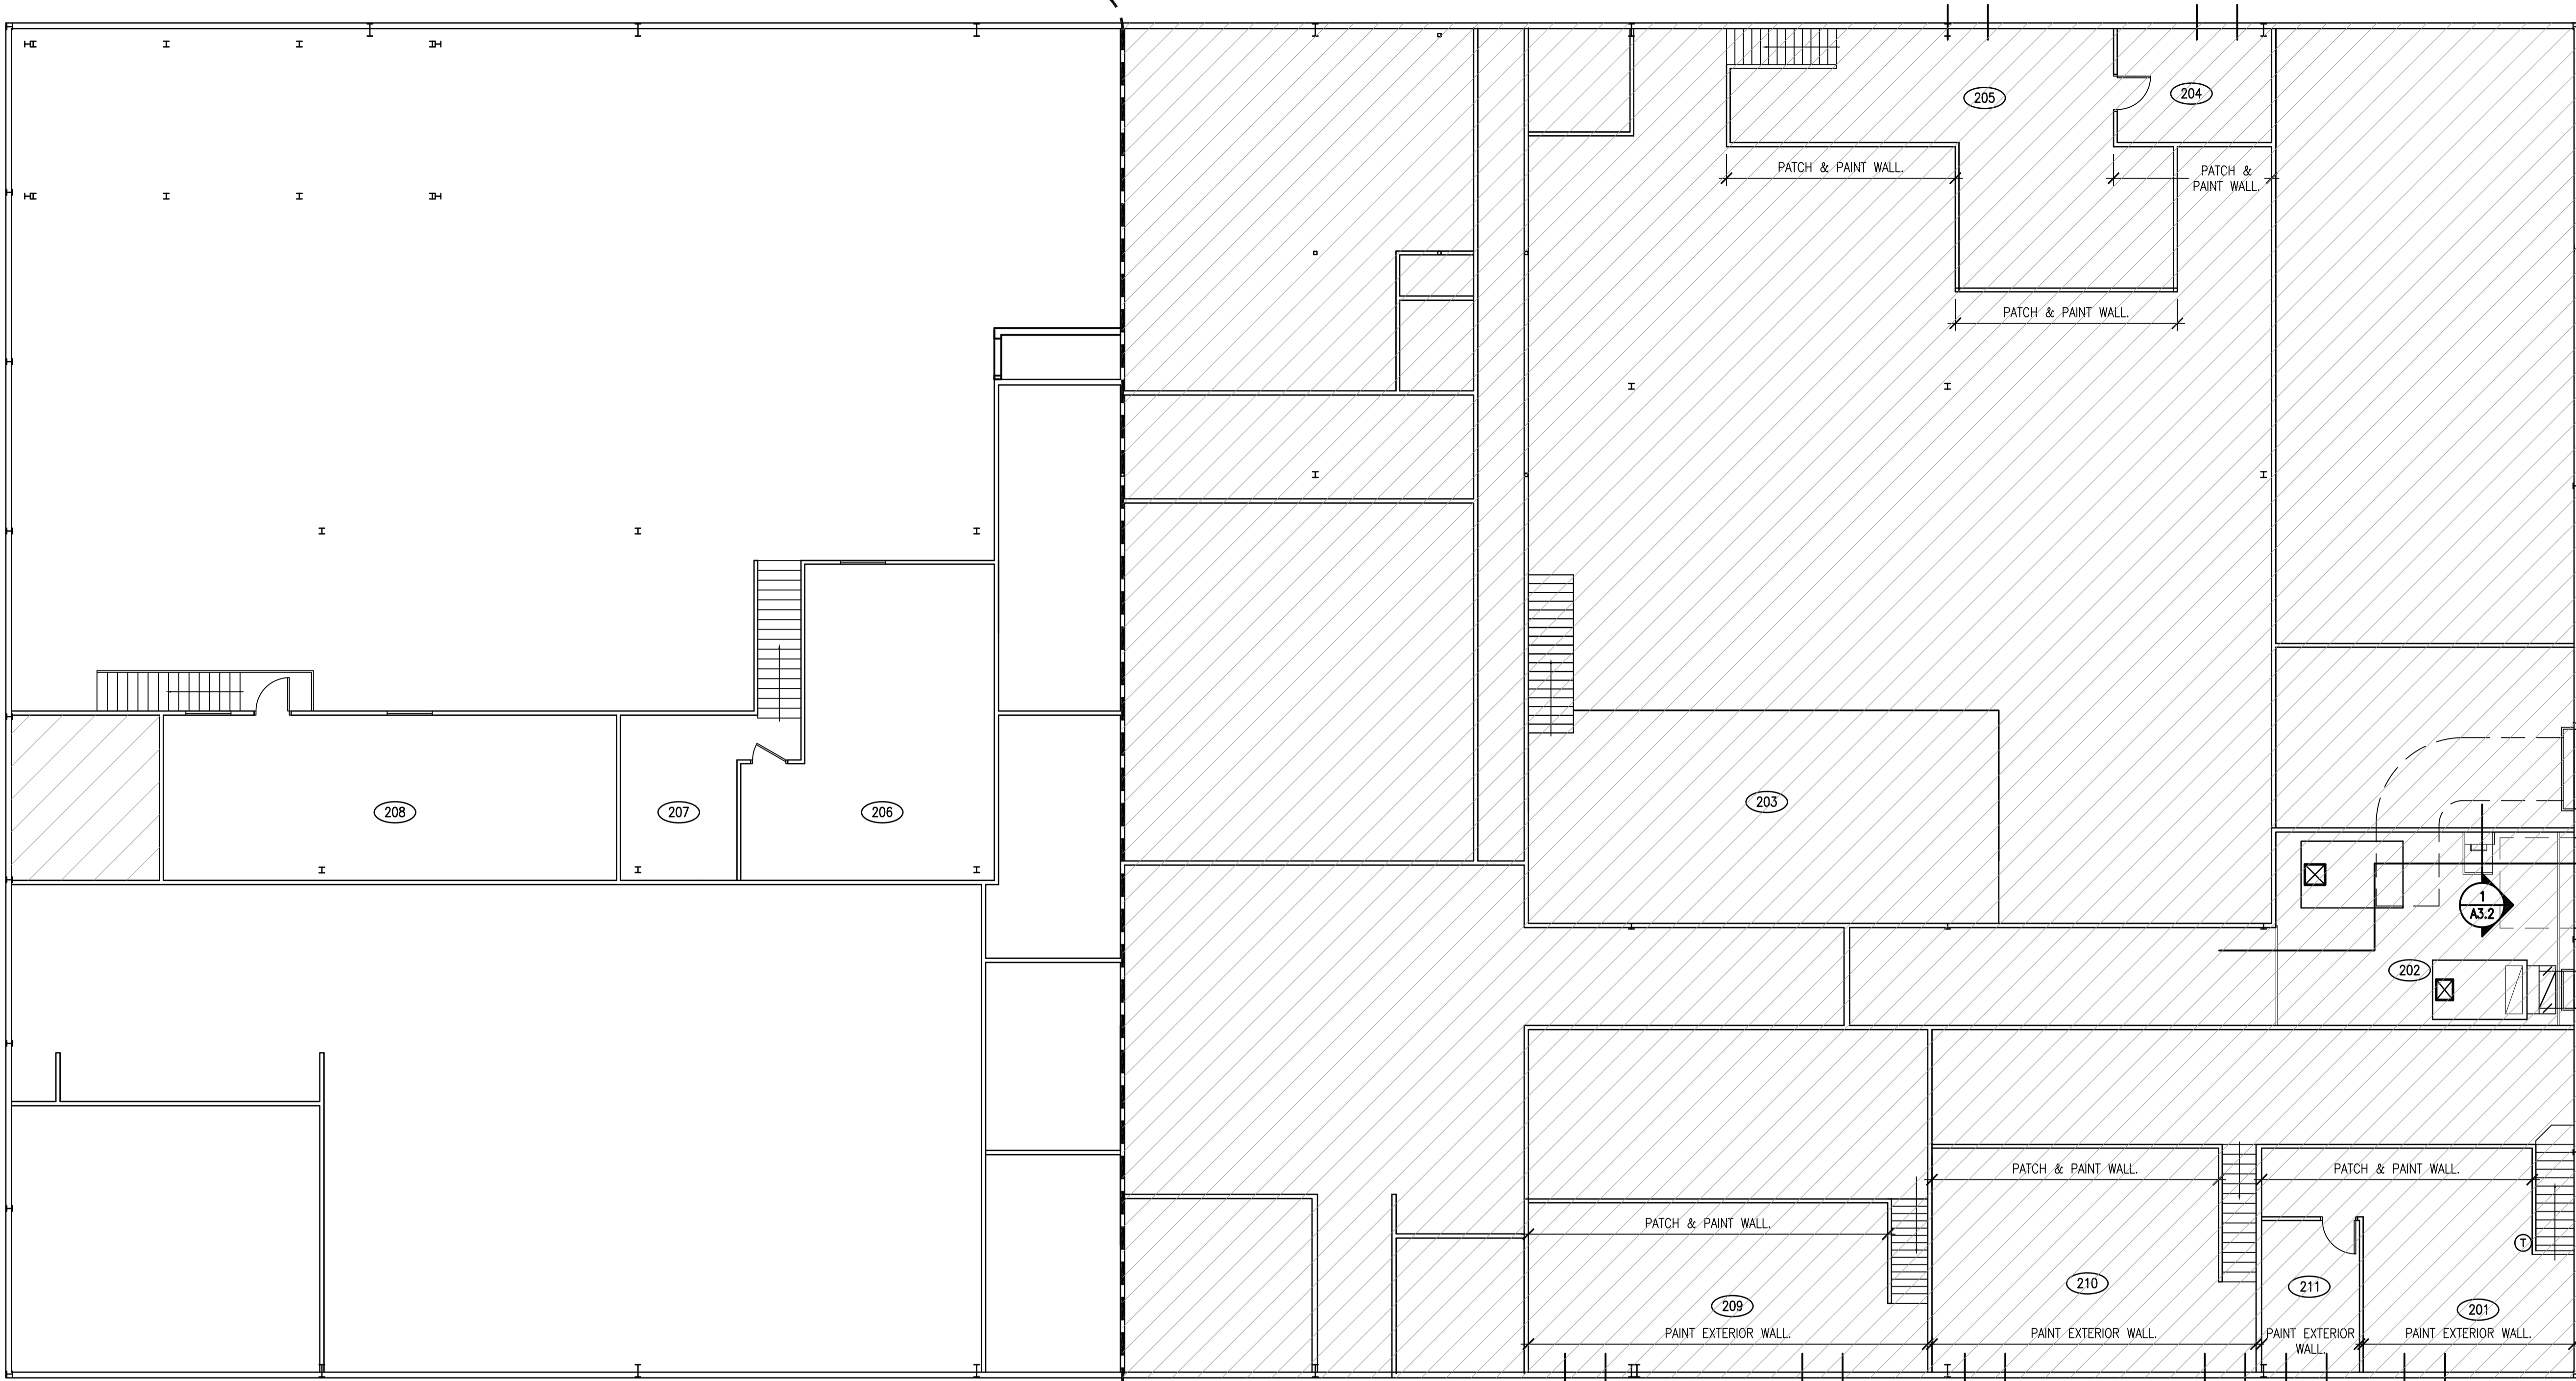 205
204
PATCH & PAINT WALL.
PATCH &
PAINT WALL.
PATCH & PAINT WALL.
208
207
206
203
1
A3.2
202
PATCH & PAINT WALL.
PATCH & PAINT WALL.
PATCH & PAINT WALL.
T
209
210
211
201
PAINT EXTERIOR WALL.
PAINT EXTERIOR WALL.
PAINT EXTERIOR
WALL.
PAINT EXTERIOR WALL.